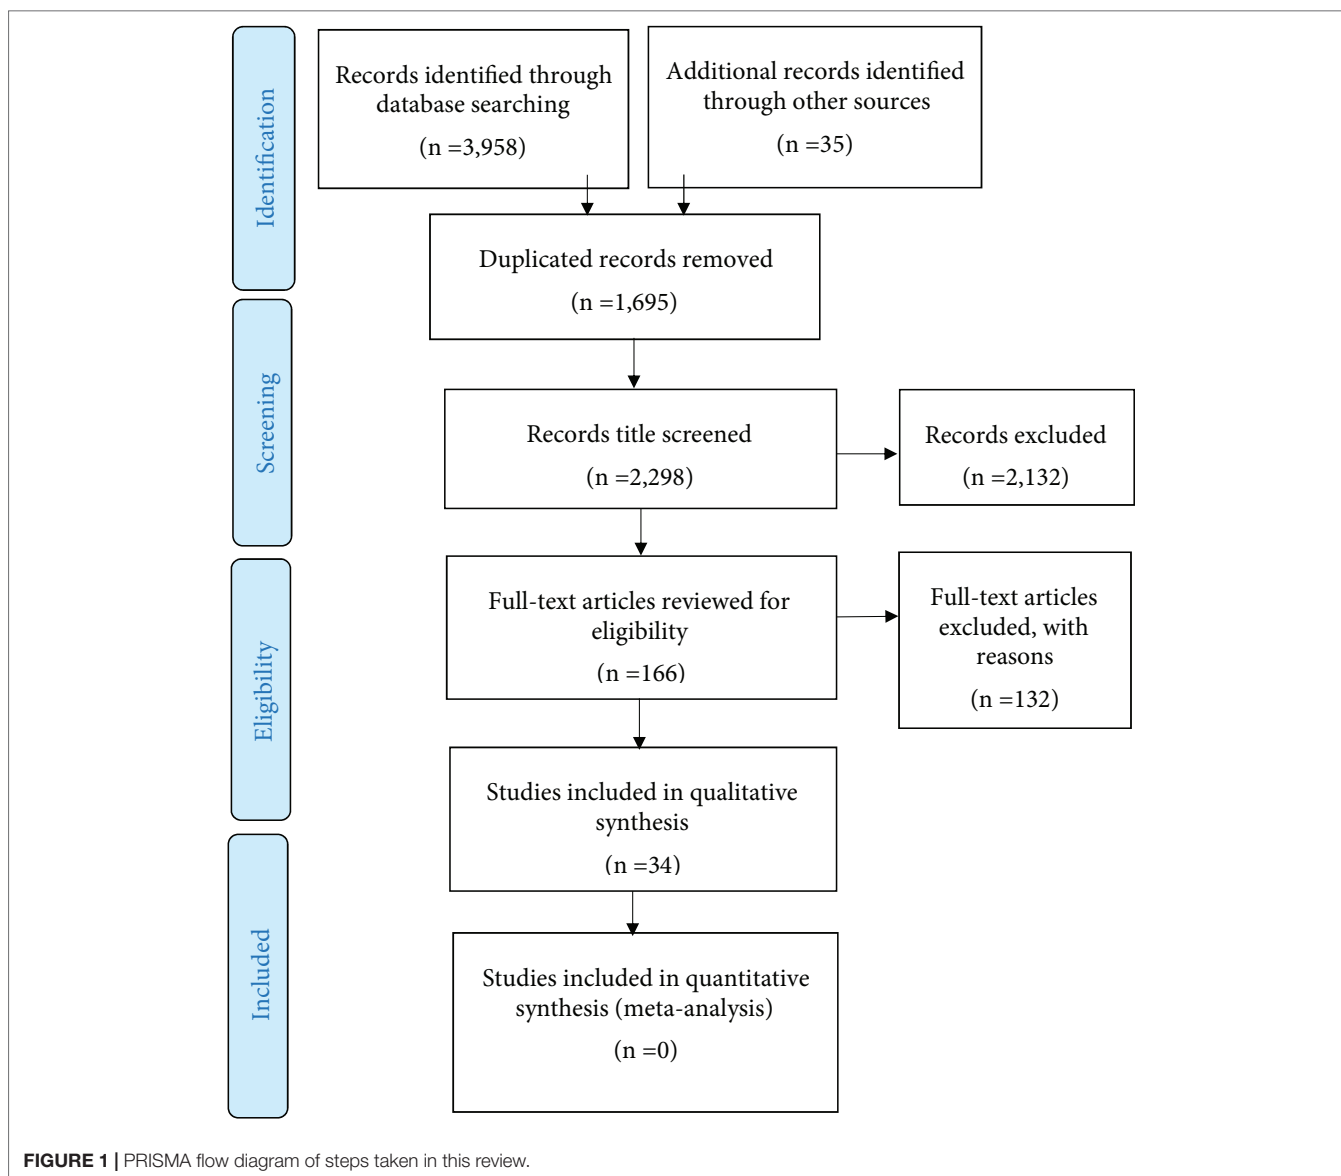 Identification
Records identified through
database searching
(n =3,958)
Additional records identified
through other sources
(n =35)
Duplicated records removed
(n =1,695)
Screening
Records title screened
(n =2,298)
Records excluded
(n =2,132)
Eligibility
Full-text articles reviewed for
eligibility
(n =166)
Full-text articles
excluded, with
reasons
(n =132)
Studies included in qualitative
synthesis
(n =34)
Included
Studies included in quantitative
synthesis (meta-analysis)
(n =0)
FIGURE 1 | PRISMA flow diagram of steps taken in this review.